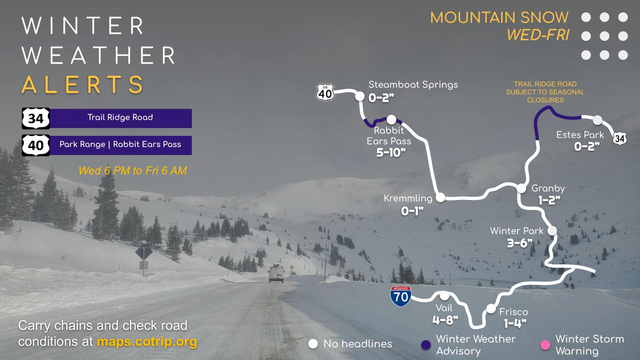 WINTER
WEATHER
ALERTS
34 Trail Ridge Road
40 Park Range | Rabbit Ears Pass
Wed 6 PM to Fri 6 AM
MOUNTAIN SNOW
WED-FRI
TRAIL RIDGE ROAD
SUBJECT TO SEASONAL
CLOSURES
40
Steamboat Springs
0-2"
Rabbit
Ears Pass
5-10"
Estes Park
0-2"
34
Kremmling
0-1"
Granby
1-2"
Winter Park
3-6"
70
Vail
4-8"
Frisco
1-4"
Carry chains and check road
conditions at maps.cotrip.org
No headlines
Winter Weather
Advisory
Winter Storm
Warning